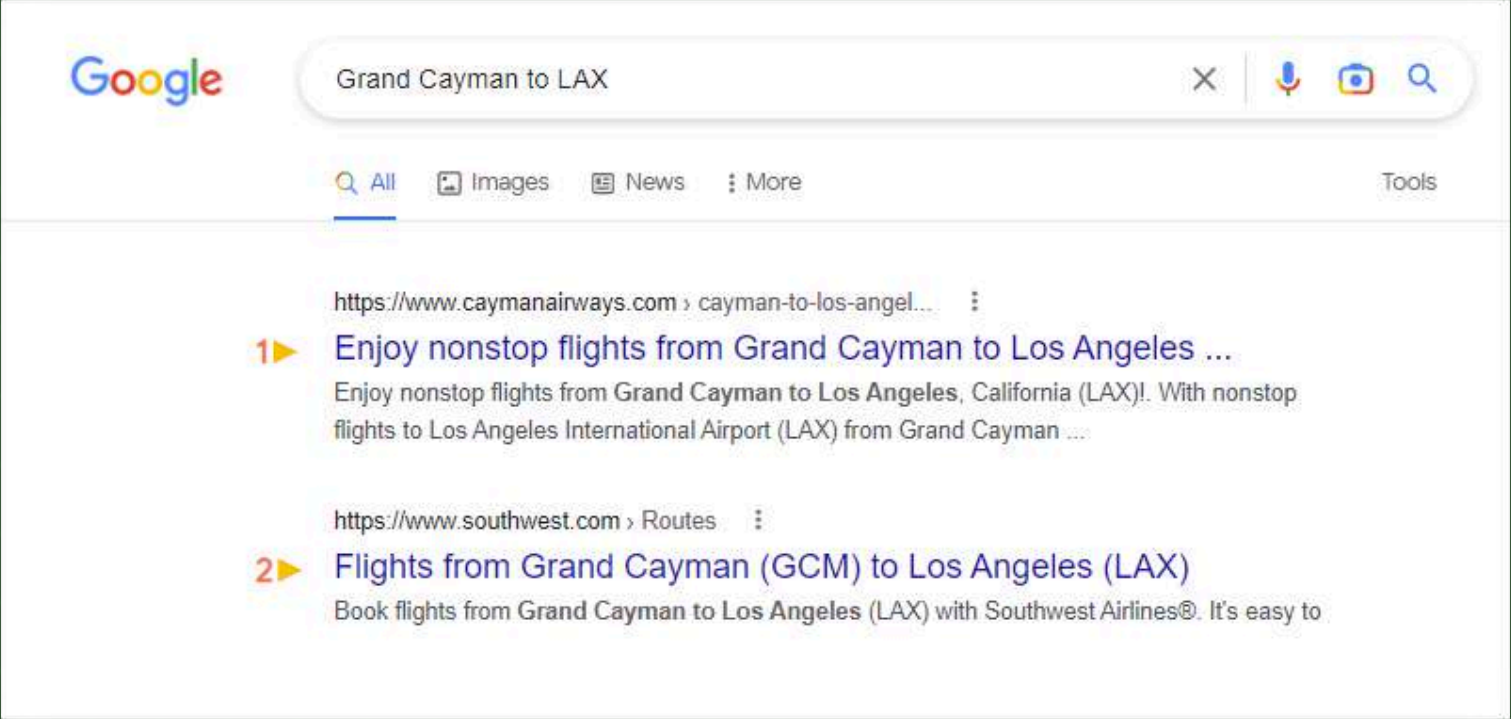 Google
Grand Cayman to LAX
All Images News More Tools
https://www.caymanairways.com › cayman-to-los-angel...
1 Enjoy nonstop flights from Grand Cayman to Los Angeles ...
Enjoy nonstop flights from Grand Cayman to Los Angeles, California (LAX)!. With nonstop
flights to Los Angeles International Airport (LAX) from Grand Cayman ...
https://www.southwest.com › Routes
2 Flights from Grand Cayman (GCM) to Los Angeles (LAX)
Book flights from Grand Cayman to Los Angeles (LAX) with Southwest Airlines®. It's easy to